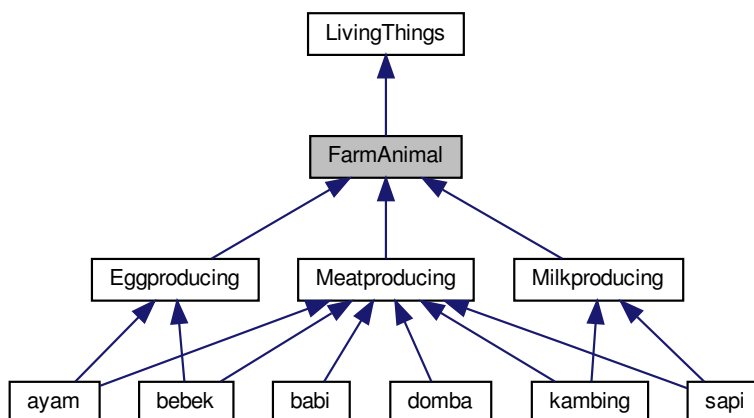 LivingThings
FarmAnimal
Eggproducing
Meatproducing
Milkproducing
ayam
bebek
babi
domba
kambing
sapi